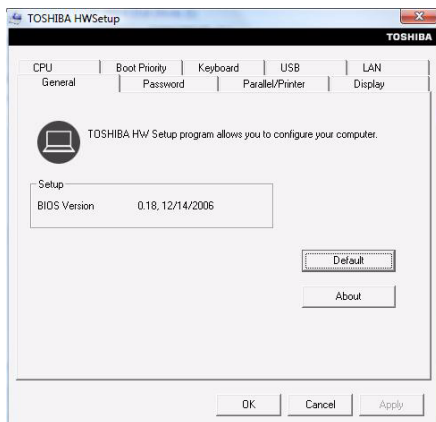 TOSHIBA HWSetup
TOSHIBA
CPU Boot Priority Keyboard USB LAN
General Password Parallel/Printer Display
TOSHIBA HW Setup program allows you to configure your computer.
Setup
BIOS Version 0.18, 12/14/2006
Default
About
OK Cancel Apply